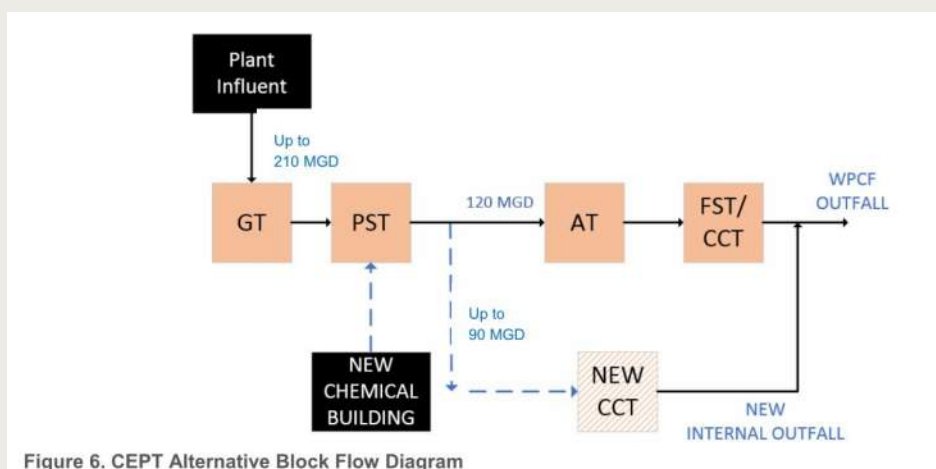 Plant
Influent
Up to
210 MGD
GT
PST
120 MGD
AT
FST/
CCT
WPCF
OUTFALL
Up to
90 MGD
NEW
CHEMICAL
BUILDING
NEW
CCT
NEW
INTERNAL OUTFALL
Figure 6. CEPT Alternative Block Flow Diagram